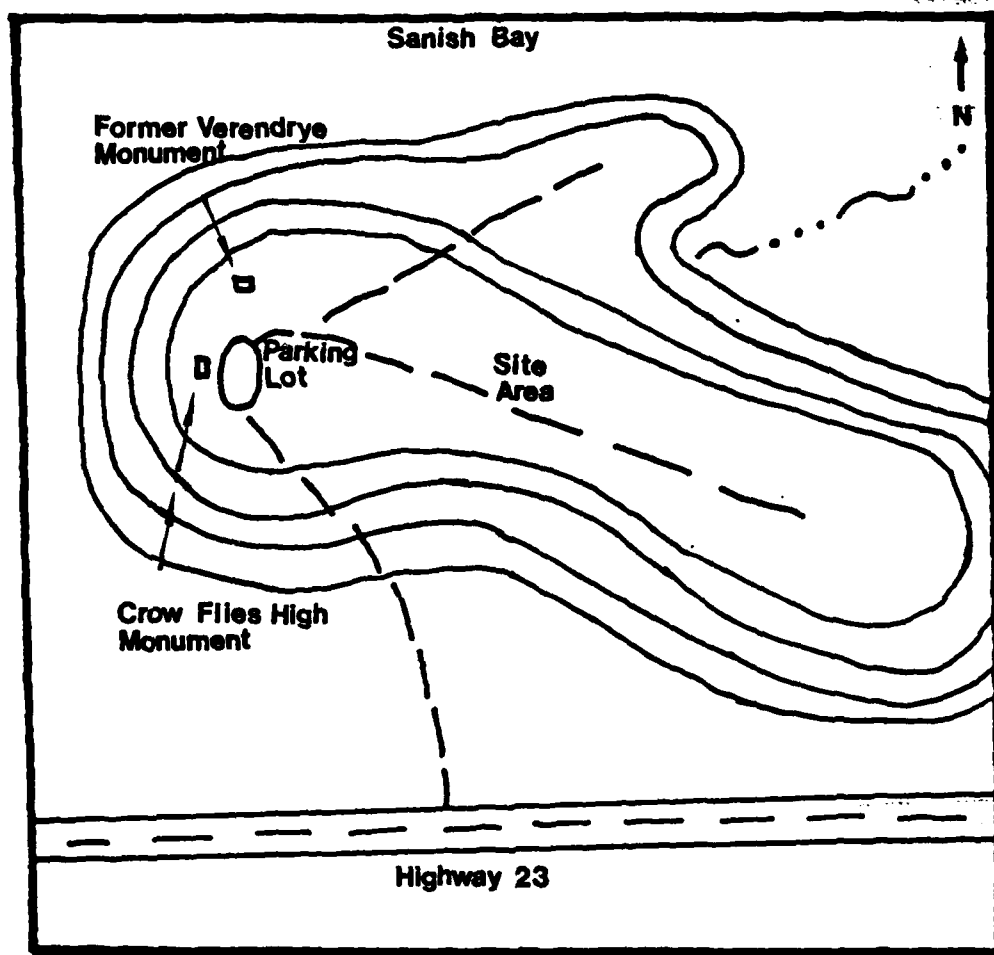 Sanish Bay
N
Former Verendrye
Monument
Parking
Lot
Site
Area
Crow Flies High
Monument
Highway 23